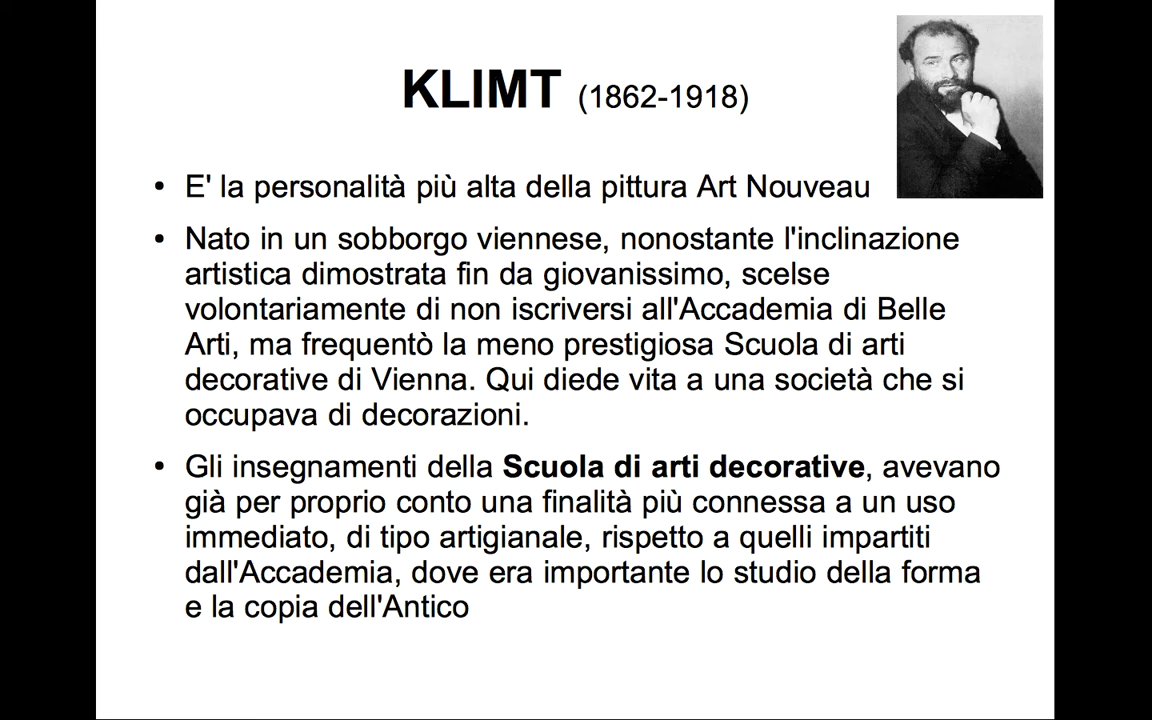 KLIMT (1862-1918)
• E' la personalità più alta della pittura Art Nouveau
• Nato in un sobborgo viennese, nonostante l'inclinazione
artistica dimostrata fin da giovanissimo, scelse
volontariamente di non iscriversi all'Accademia di Belle
Arti, ma frequentò la meno prestigiosa Scuola di arti
decorative di Vienna. Qui diede vita a una società che si
occupava di decorazioni.
• Gli insegnamenti della Scuola di arti decorative, avevano
già per proprio conto una finalità più connessa a un uso
immediato, di tipo artigianale, rispetto a quelli impartiti
dall'Accademia, dove era importante lo studio della forma
e la copia dell'Antico